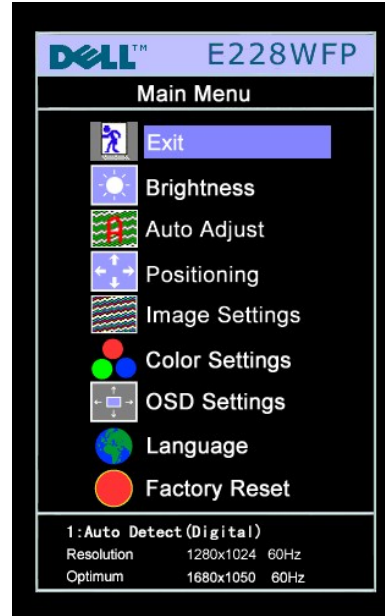 DELL™ E228WFP
Main Menu
Exit
Brightness
Auto Adjust
Positioning
Image Settings
Color Settings
OSD Settings
Language
Factory Reset
1:Auto Detect(Digital)
Resolution 1280x1024 60Hz
Optimum 1680x1050 60Hz